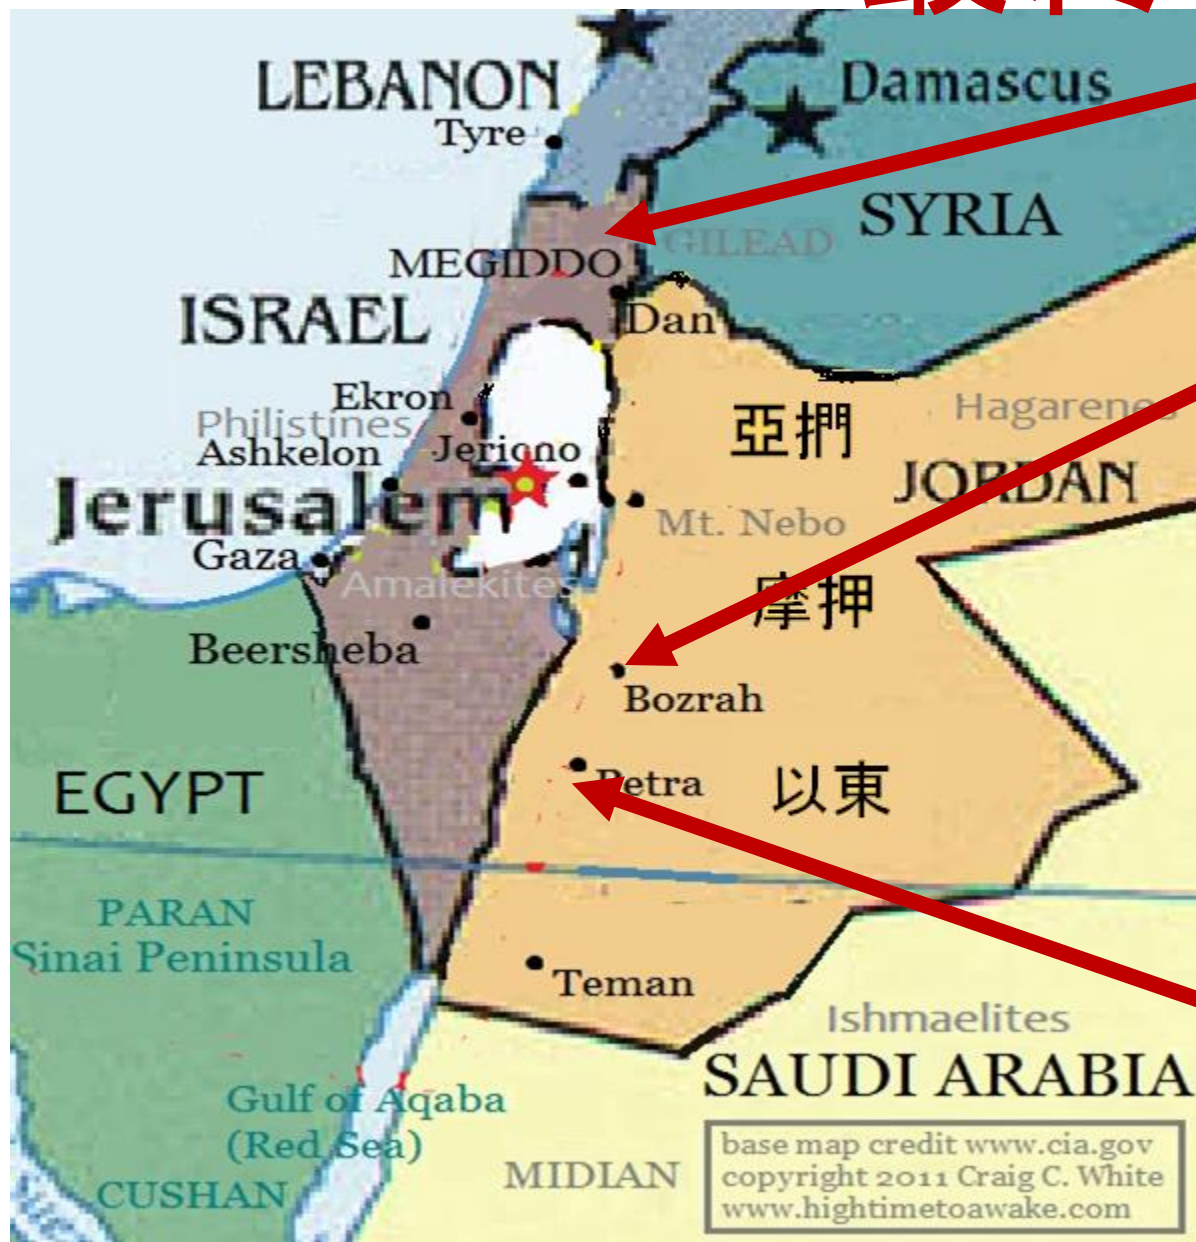 LEBANON
Damascus
Tyre
SYRIA
GILEAD
MEGIDDO
ISRAEL
Dan
Ekron
Philistines
Hagarenes
亞捫
Ashkelon
Jericho
JORDAN
Jerusalem
Mt. Nebo
Gaza
Amalekites
摩押
Beersheba
Bozrah
EGYPT
Petra
以東
PARAN
Sinai Peninsula
Teman
Ishmaelites
SAUDI ARABIA
Gulf of Aqaba
(Red Sea)
MIDIAN
CUSHAN
base map credit www.cia.gov
copyright 2011 Craig C. White
www.hightimetoawake.com